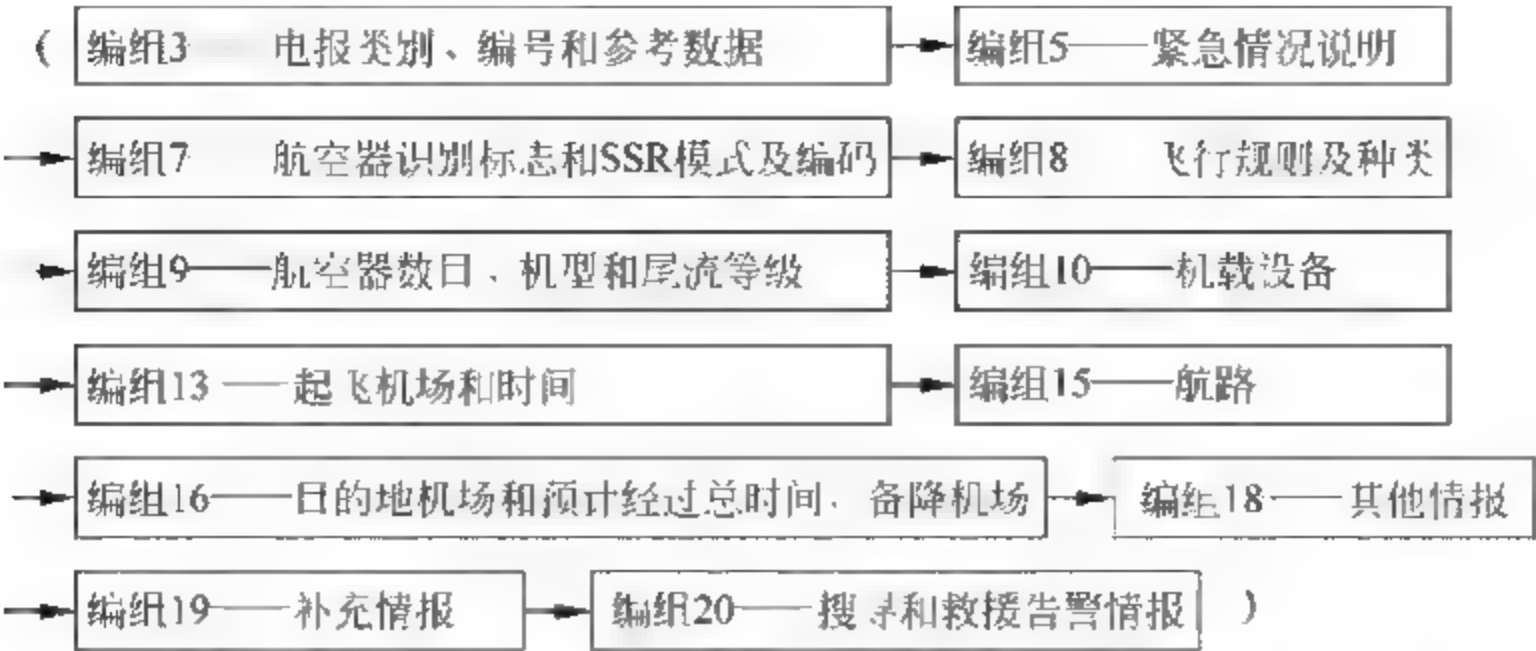 ( 编组3——电报类别、编号和参考数据 编组5——紧急情况说明
编组7——航空器识别标志和SSR模式及编码 编组8——飞行规则及种类
编组9——航空器数目、机型和尾流等级 编组10——机载设备
编组13——起飞机场和时间 编组15——航路
编组16——目的地机场和预计经过总时间，备降机场 编组18——其他情报
编组19——补充情报 编组20——搜寻和救援告警情报 )